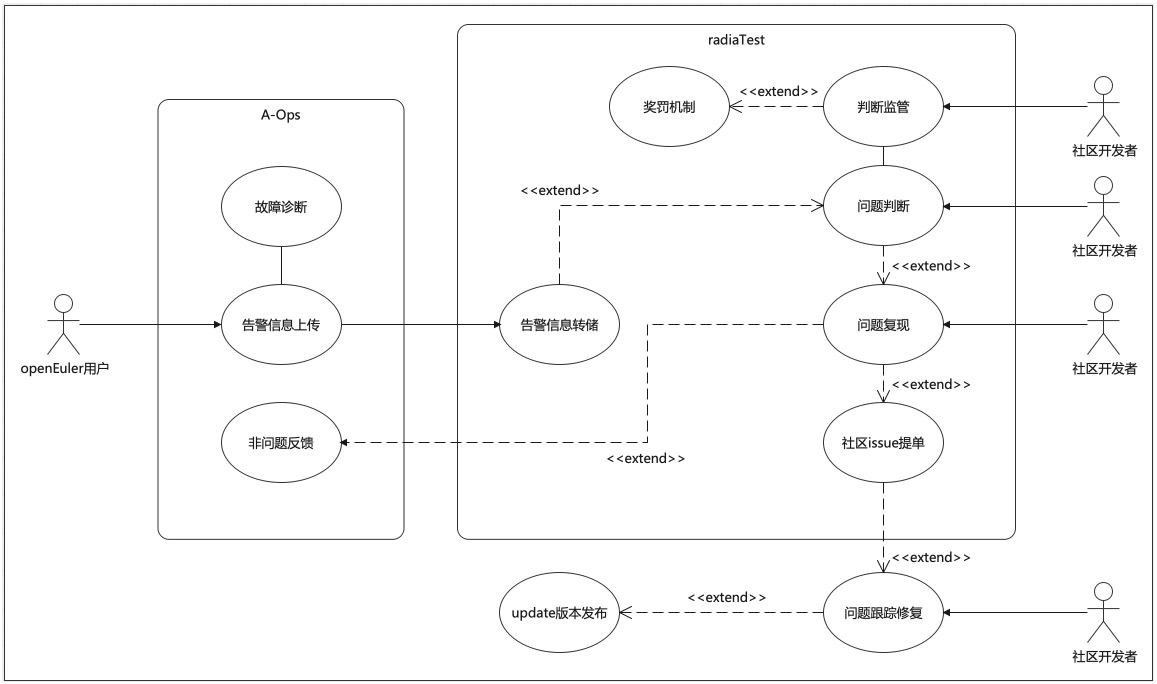 radiaTest
<<extend>>
奖罚机制
判断监管
A-Ops
社区开发者
<<extend>>
故障诊断
问题判断
社区开发者
<<extend>>
告警信息上传
告警信息转储
问题复现
openEuler用户
社区开发者
<<extend>>
非问题反馈
社区issue提单
<<extend>>
<<extend>>
<<extend>>
update版本发布
问题跟踪修复
社区开发者